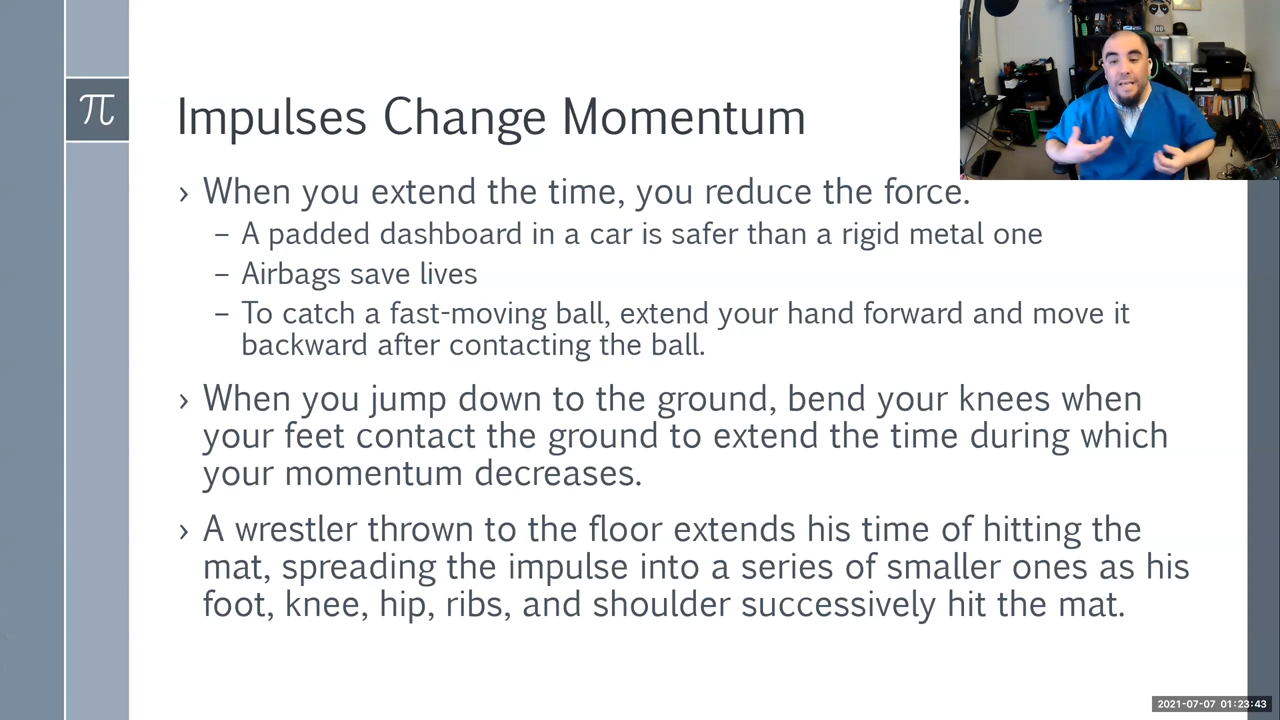 π
Impulses Change Momentum
› When you extend the time, you reduce the force.
– A padded dashboard in a car is safer than a rigid metal one
– Airbags save lives
– To catch a fast-moving ball, extend your hand forward and move it
backward after contacting the ball.
› When you jump down to the ground, bend your knees when
your feet contact the ground to extend the time during which
your momentum decreases.
› A wrestler thrown to the floor extends his time of hitting the
mat, spreading the impulse into a series of smaller ones as his
foot, knee, hip, ribs, and shoulder successively hit the mat.
2021-07-07 01:23:43